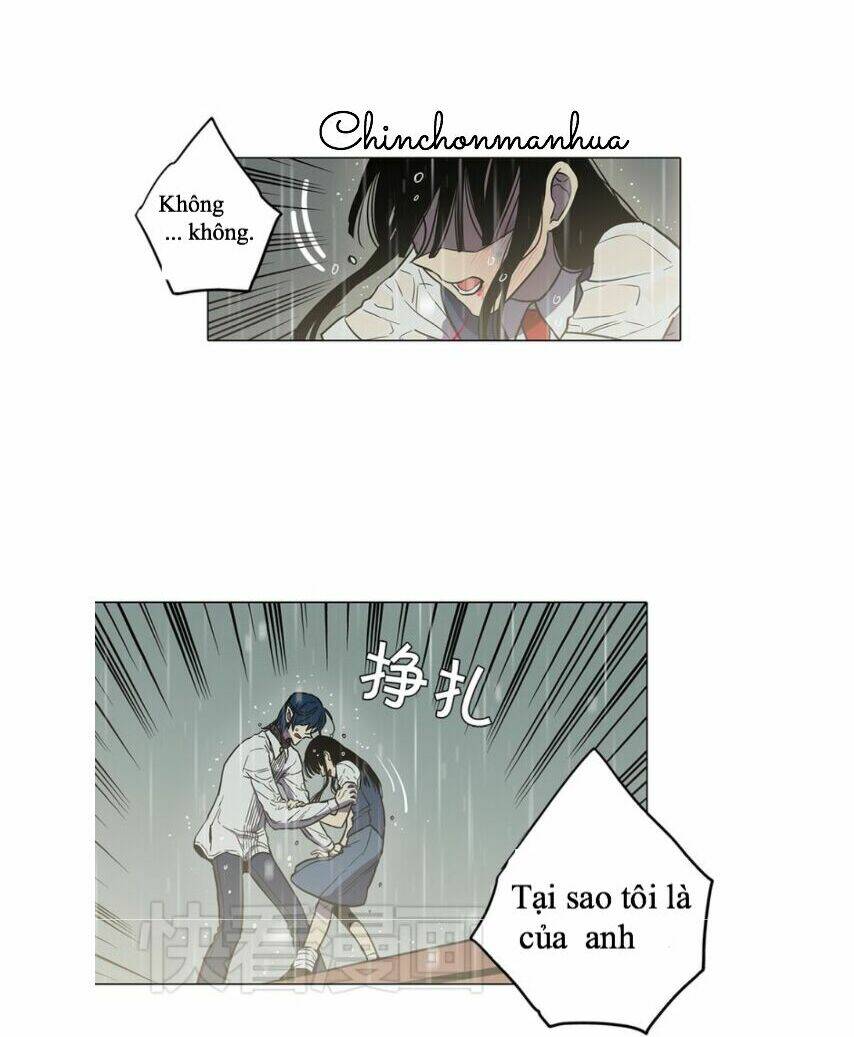 Chinchonmanhua
Không
... không.
挣扎
Tại sao tôi là
của anh
快看漫画